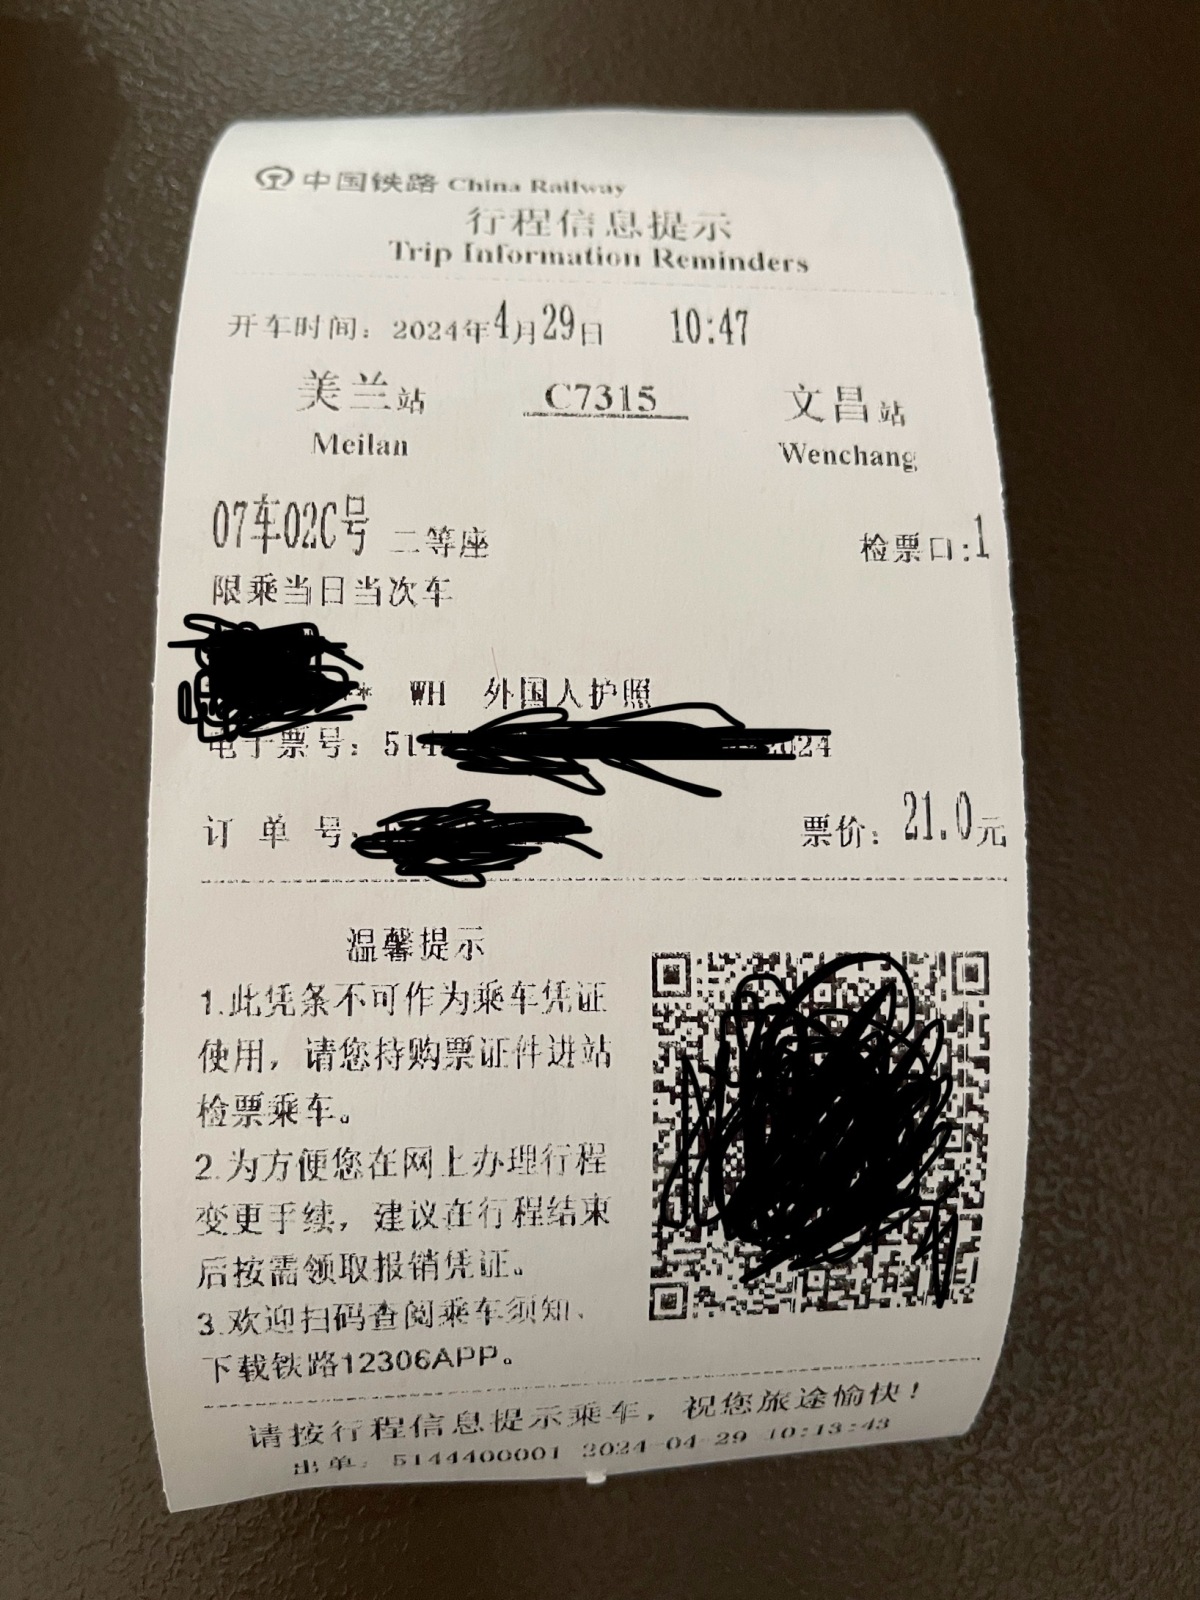 中国铁路 China Railway
行程信息提示
Trip Information Reminders
开车时间：2024年4月29日 10:47
美兰站 C7315 文昌站
Meilan Wenchang
07车02C号 二等座 检票口:1
限乘当日当次车
* WH 外国人护照
电子票号：514 024
订 单 号： 票价：21.0元
温馨提示
1.此凭条不可作为乘车凭证
使用，请您持购票证件进站
检票乘车。
2.为方便您在网上办理行程
变更手续，建议在行程结束
后按需领取报销凭证。
3.欢迎扫码查阅乘车须知、
下载铁路12306APP。
请按行程信息提示乘车，祝您旅途愉快！
出单：5144400001 2024-04-29 10:13:43